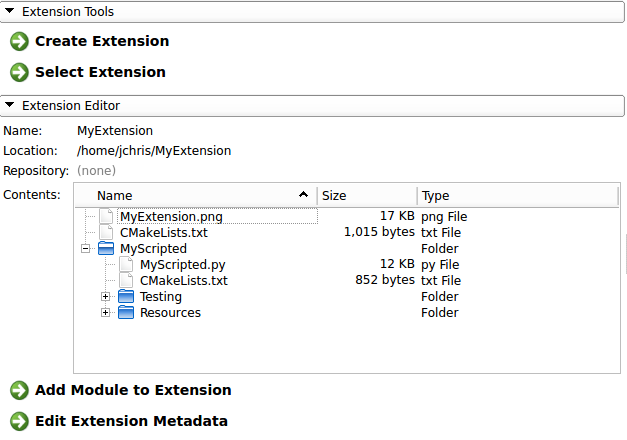 Extension Tools
Create Extension
Select Extension
Extension Editor
Name: MyExtension
Location: /home/jchris/MyExtension
Repository: (none)
Contents: Name Size Type
MyExtension.png 17 KB png File
CMakeLists.txt 1,015 bytes txt File
MyScripted Folder
MyScripted.py 12 KB py File
CMakeLists.txt 852 bytes txt File
Testing Folder
Resources Folder
Add Module to Extension
Edit Extension Metadata